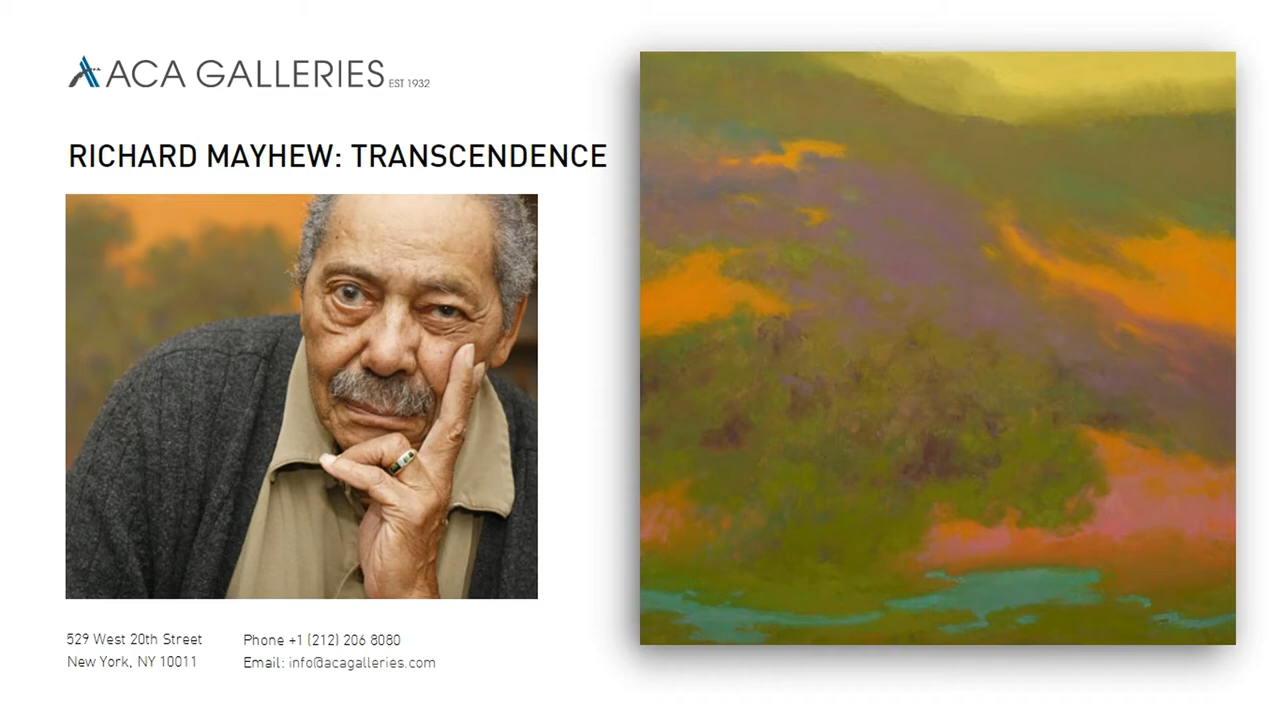 ACA GALLERIES EST 1932
RICHARD MAYHEW: TRANSCENDENCE
529 West 20th Street
New York, NY 10011
Phone +1 (212) 206 8080
Email: info@acagalleries.com